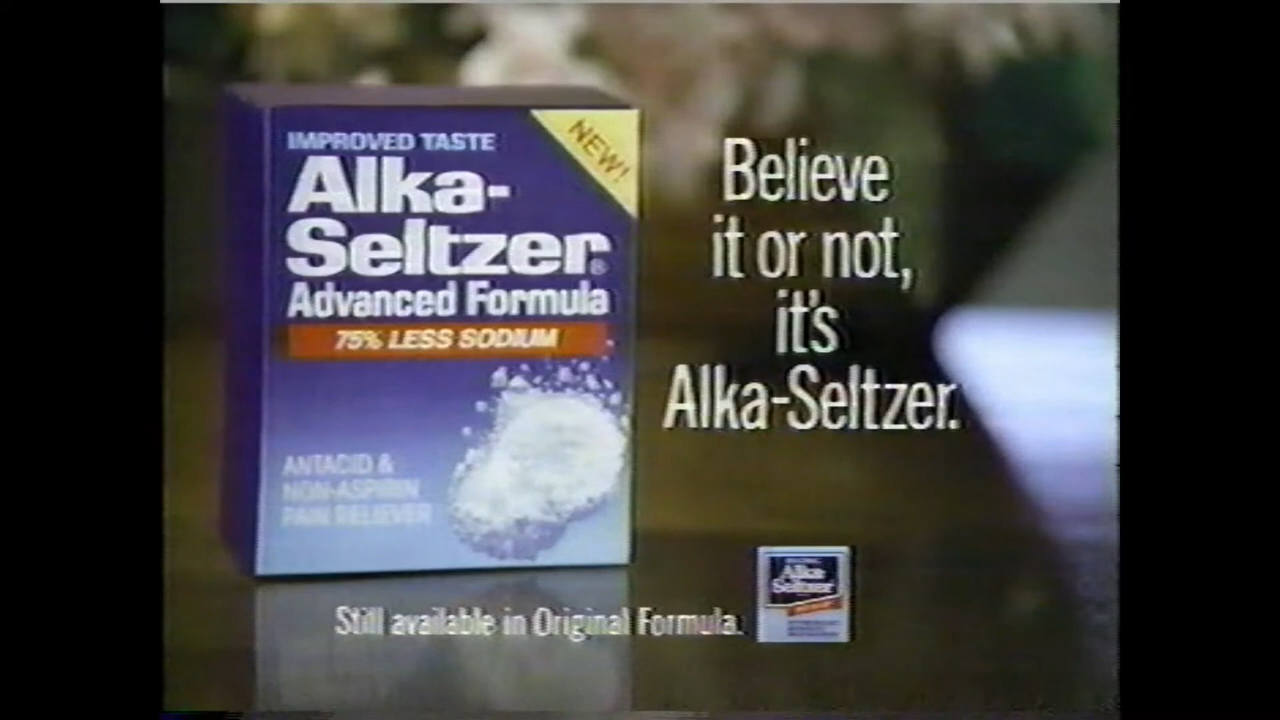 IMPROVED TASTE
NEW!
Alka-
Seltzer®
Advanced Formula
75% LESS SODIUM
ANTACID &
NON-ASPIRIN
PAIN RELIEVER
Believe
it or not,
it's
Alka-Seltzer.
Still available in Original Formula.
Alka-
Seltzer